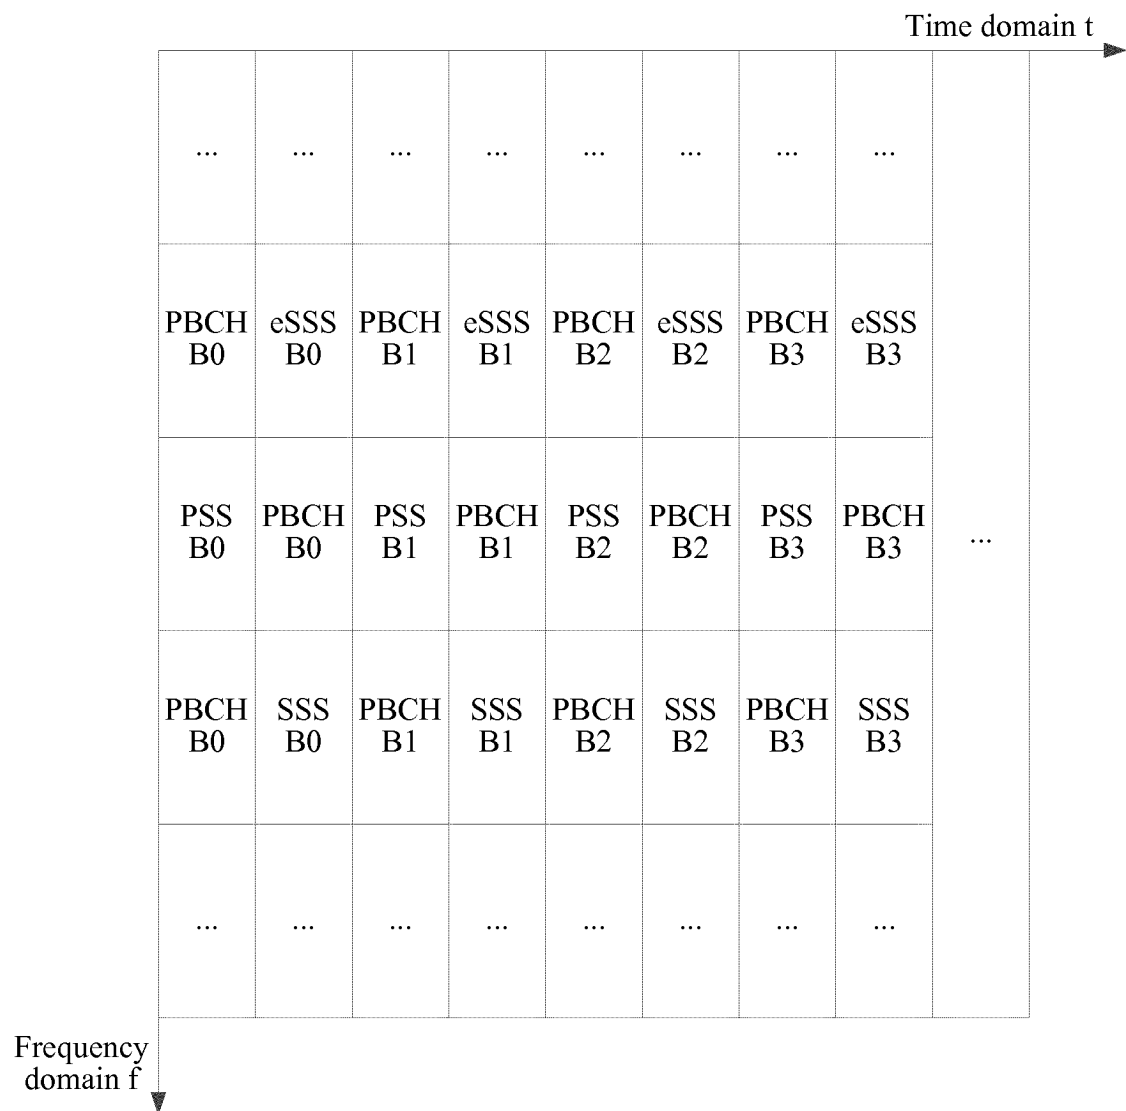 Time domain t
... ... ... ... ... ... ... ...
PBCH eSSS PBCH eSSS PBCH eSSS PBCH eSSS
B0 B0 B1 B1 B2 B2 B3 B3
PSS PBCH PSS PBCH PSS PBCH PSS PBCH
B0 B0 B1 B1 B2 B2 B3 B3 ...
PBCH SSS PBCH SSS PBCH SSS PBCH SSS
B0 B0 B1 B1 B2 B2 B3 B3
... ... ... ... ... ... ... ...
Frequency
domain f